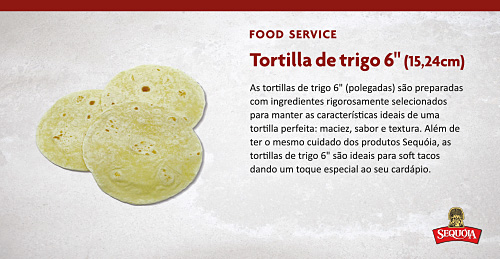 FOOD SERVICE
Tortilla de trigo 6" (15,24cm)
As tortillas de trigo 6" (polegadas) são preparadas
com ingredientes rigorosamente selecionados
para manter as características ideais de uma
tortilla perfeita: maciez, sabor e textura. Além de
ter o mesmo cuidado dos produtos Sequóia, as
tortillas de trigo 6" são ideais para soft tacos
dando um toque especial ao seu cardápio.
SEQUOIA